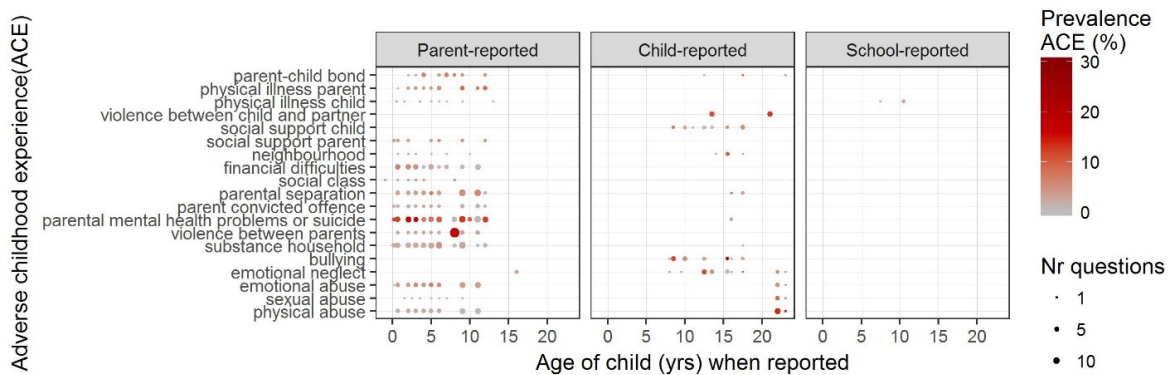 Parent-reported
Child-reported
School-reported
Adverse childhood experience(ACE)
parent-child bond
physical illness parent
physical illness child
violence between child and partner
social support child
social support parent
neighbourhood
financial difficulties
social class
parental separation
parent convicted offence
parental mental health problems or suicide
violence between parents
substance household
bullying
emotional neglect
emotional abuse
sexual abuse
physical abuse
0 5 10 15 20
0 5 10 15 20
0 5 10 15 20
Age of child (yrs) when reported
Prevalence
ACE (%)
30
20
10
0
Nr questions
1
5
10